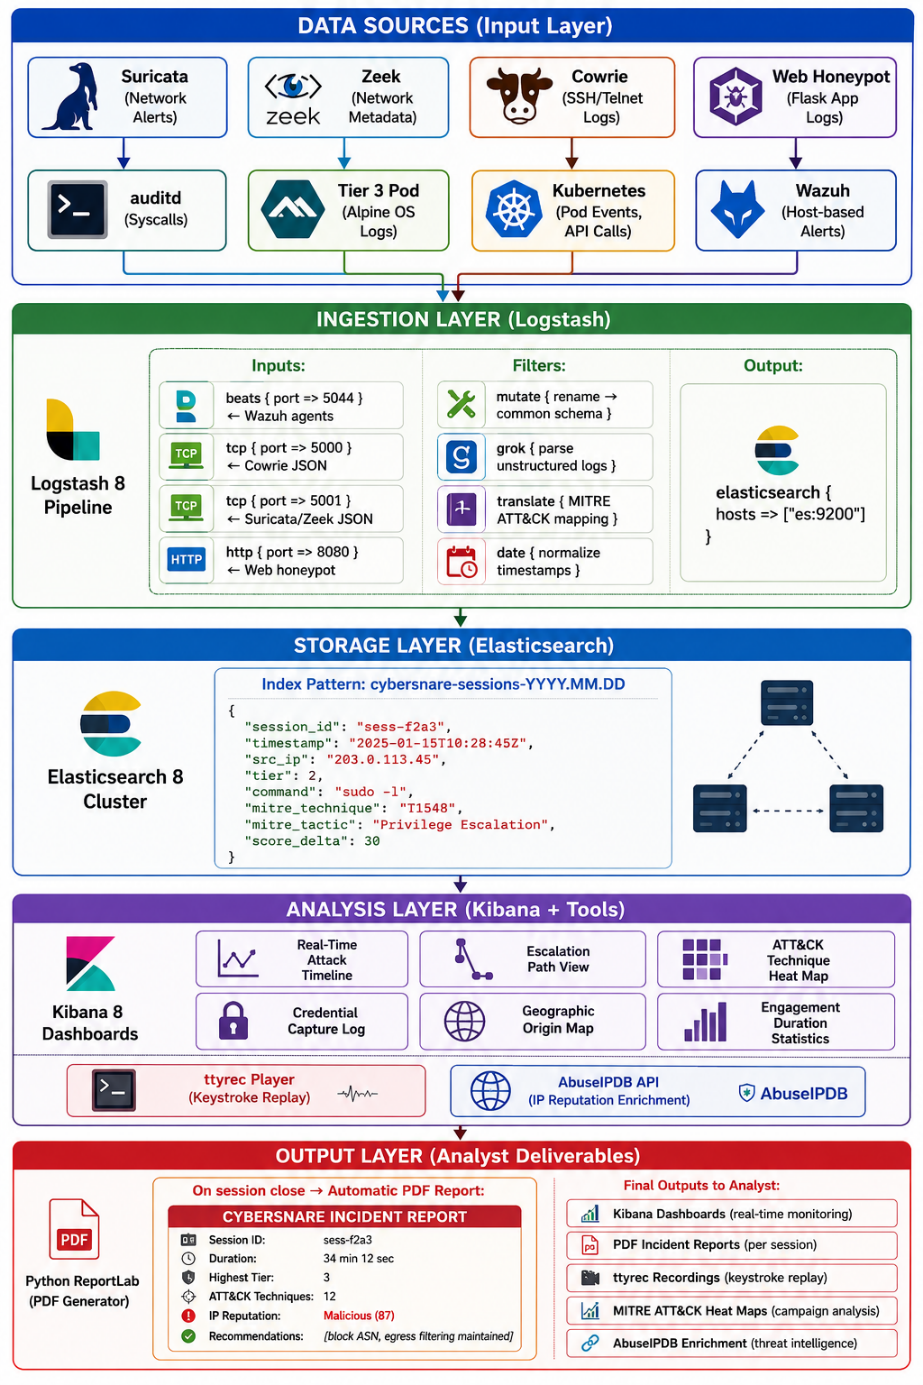 DATA SOURCES (Input Layer)
Suricata
(Network
Alerts)
zeek
Zeek
(Network
Metadata)
Cowrie
(SSH/Telnet
Logs)
Web Honeypot
(Flask App
Logs)
>_
auditd
(Syscalls)
Tier 3 Pod
(Alpine OS
Logs)
Kubernetes
(Pod Events,
API Calls)
Wazuh
(Host-based
Alerts)
INGESTION LAYER (Logstash)
Logstash 8
Pipeline
Inputs:
beats { port => 5044 }
← Wazuh agents
TCP
tcp { port => 5000 }
← Cowrie JSON
TCP
tcp { port => 5001 }
← Suricata/Zeek JSON
HTTP
http { port => 8080 }
← Web honeypot
Filters:
mutate { rename →
common schema }
g
grok { parse
unstructured logs }
translate { MITRE
ATT&CK mapping }
date { normalize
timestamps }
Output:
elasticsearch {
hosts => ["es:9200"]
}
STORAGE LAYER (Elasticsearch)
Elasticsearch 8
Cluster
Index Pattern: cybersnare-sessions-YYYY.MM.DD
{
"session_id": "sess-f2a3",
"timestamp": "2025-01-15T10:28:45Z",
"src_ip": "203.0.113.45",
"tier": 2,
"command": "sudo -l",
"mitre_technique": "T1548",
"mitre_tactic": "Privilege Escalation",
"score_delta": 30
}
ANALYSIS LAYER (Kibana + Tools)
Kibana 8
Dashboards
Real-Time
Attack
Timeline
Escalation
Path View
ATT&CK
Technique
Heat Map
Credential
Capture Log
Geographic
Origin Map
Engagement
Duration
Statistics
>_
ttyrec Player
(Keystroke Replay)
AbuseIPDB API
(IP Reputation Enrichment)
AbuseIPDB
OUTPUT LAYER (Analyst Deliverables)
PDF
Python ReportLab
(PDF Generator)
On session close → Automatic PDF Report:
CYBERSNARE INCIDENT REPORT
Session ID: sess-f2a3
Duration: 34 min 12 sec
Highest Tier: 3
ATT&CK Techniques: 12
IP Reputation: Malicious (87)
Recommendations: [block ASN, egress filtering maintained]
Final Outputs to Analyst:
Kibana Dashboards (real-time monitoring)
PDF Incident Reports (per session)
ttyrec Recordings (keystroke replay)
MITRE ATT&CK Heat Maps (campaign analysis)
AbuseIPDB Enrichment (threat intelligence)